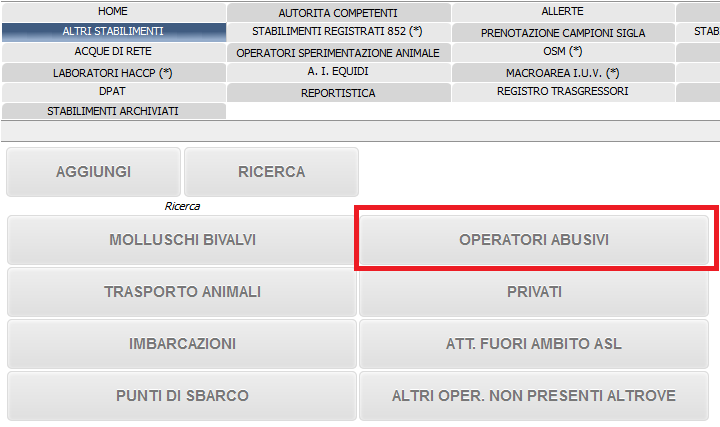 HOME AUTORITA COMPETENTI ALLERTE
ALTRI STABILIMENTI STABILIMENTI REGISTRATI 852 (*) PRENOTAZIONE CAMPIONI SIGLA STAB
ACQUE DI RETE OPERATORI SPERIMENTAZIONE ANIMALE OSM (*)
LABORATORI HACCP (*) A. I. EQUIDI MACROAREA I.U.V. (*)
DPAT REPORTISTICA REGISTRO TRASGRESSORI
STABILIMENTI ARCHIVIATI
AGGIUNGI RICERCA
Ricerca
MOLLUSCHI BIVALVI OPERATORI ABUSIVI
TRASPORTO ANIMALI PRIVATI
IMBARCAZIONI ATT. FUORI AMBITO ASL
PUNTI DI SBARCO ALTRI OPER. NON PRESENTI ALTROVE